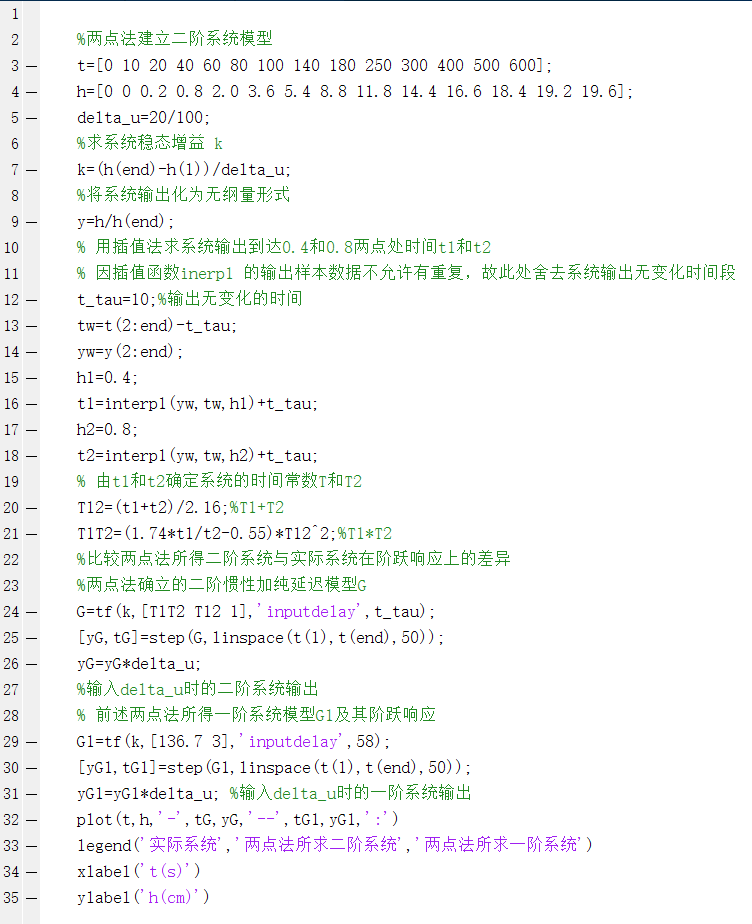 1
2 %两点法建立二阶系统模型
3 — t=[0 10 20 40 60 80 100 140 180 250 300 400 500 600];
4 — h=[0 0 0.2 0.8 2.0 3.6 5.4 8.8 11.8 14.4 16.6 18.4 19.2 19.6];
5 — delta_u=20/100;
6 %求系统稳态增益 k
7 — k=(h(end)-h(1))/delta_u;
8 %将系统输出化为无纲量形式
9 — y=h/h(end);
10 % 用插值法求系统输出到达0.4和0.8两点处时间t1和t2
11 % 因插值函数inerp1 的输出样本数据不允许有重复，故此处舍去系统输出无变化时间段
12 — t_tau=10;%输出无变化的时间
13 — tw=t(2:end)-t_tau;
14 — yw=y(2:end);
15 — h1=0.4;
16 — t1=interp1(yw,tw,h1)+t_tau;
17 — h2=0.8;
18 — t2=interp1(yw,tw,h2)+t_tau;
19 % 由t1和t2确定系统的时间常数T和T2
20 — T12=(t1+t2)/2.16;%T1+T2
21 — T1T2=(1.74*t1/t2-0.55)*T12^2;%T1*T2
22 %比较两点法所得二阶系统与实际系统在阶跃响应上的差异
23 %两点法确立的二阶惯性加纯延迟模型G
24 — G=tf(k,[T1T2 T12 1],'inputdelay',t_tau);
25 — [yG,tG]=step(G,linspace(t(1),t(end),50));
26 — yG=yG*delta_u;
27 %输入delta_u时的二阶系统输出
28 % 前述两点法所得一阶系统模型G1及其阶跃响应
29 — G1=tf(k,[136.7 3],'inputdelay',58);
30 — [yG1,tG1]=step(G1,linspace(t(1),t(end),50));
31 — yG1=yG1*delta_u; %输入delta_u时的一阶系统输出
32 — plot(t,h,'-',tG,yG,'--',tG1,yG1,':')
33 — legend('实际系统','两点法所求二阶系统','两点法所求一阶系统')
34 — xlabel('t(s)')
35 — ylabel('h(cm)')